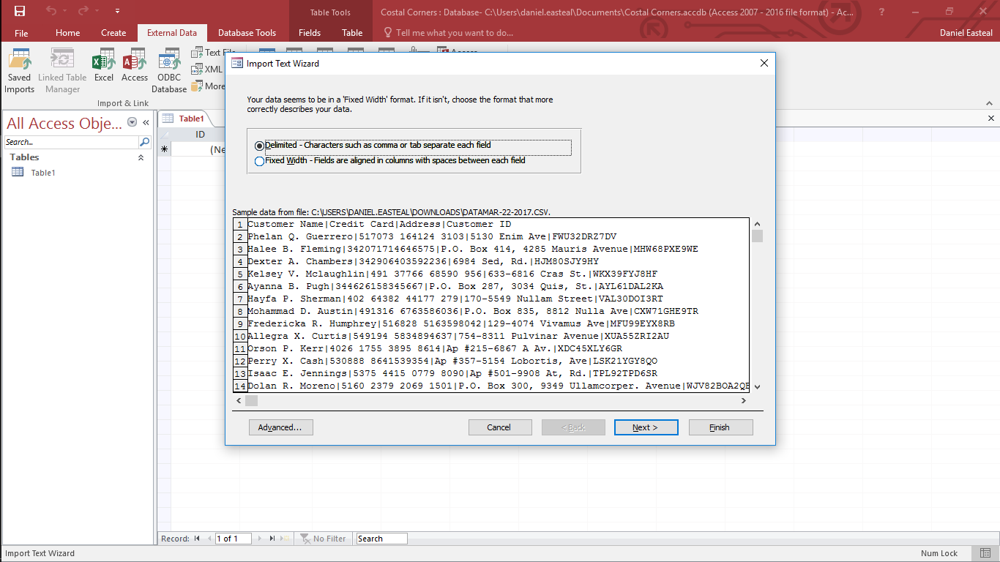 Table Tools
Costal Corners : Database- C:\Users\daniel.easteal\Documents\Costal Corners.accdb (Access 2007 - 2016 file format) - Ac...
?
File
Home
Create
External Data
Database Tools
Fields
Table
Tell me what you want to do...
Daniel Easteal
Saved Imports
Linked Table Manager
Excel
Access
ODBC Database
Text File
XML
More
Access
Import & Link
All Access Obje...
Search...
Tables
Table1
Table1
ID
(Ne
Import Text Wizard
Your data seems to be in a 'Fixed Width' format. If it isn't, choose the format that more
correctly describes your data.
Delimited - Characters such as comma or tab separate each field
Fixed Width - Fields are aligned in columns with spaces between each field
Sample data from file: C:\USERS\DANIEL.EASTEAL\DOWNLOADS\DATAMAR-22-2017.CSV.
1 Customer Name|Credit Card|Address|Customer ID
2 Phelan Q. Guerrero|517073 164124 3103|5130 Enim Ave|FWU32DRZ7DV
3 Halee B. Fleming|342071714646575|P.O. Box 414, 4285 Mauris Avenue|MHW68PXE9WE
4 Dexter A. Chambers|342906403592236|6984 Sed, Rd.|HJM80SJY9HY
5 Kelsey V. Mclaughlin|491 37766 68590 956|633-6816 Cras St.|WKX39FYJ8HF
6 Ayanna B. Pugh|344626158345667|P.O. Box 287, 3034 Quis, St.|AYL61DAL2KA
7 Hayfa P. Sherman|402 64382 44177 279|170-5549 Nullam Street|VAL30DOI3RT
8 Mohammad D. Austin|491316 6763586036|P.O. Box 835, 8812 Nulla Ave|CXW71GHE9TR
9 Fredericka R. Humphrey|516828 5163598042|129-4074 Vivamus Ave|MFU99EYX8RB
10 Allegra X. Curtis|549194 5834894637|754-8311 Pulvinar Avenue|XUA55ZRI2AU
11 Orson P. Kerr|4026 1755 3895 8614|Ap #215-6867 A Av.|XDC45XLY6GR
12 Perry X. Cash|530888 8641539354|Ap #357-5154 Lobortis, Ave|LSK21YGY8QO
13 Isaac E. Jennings|5375 4415 0779 8090|Ap #501-9908 At, Rd.|TPL92TPD6SR
14 Dolan R. Moreno|5160 2379 2069 1501|P.O. Box 300, 9349 Ullamcorper. Avenue|WJV82BOA2QE
Advanced...
Cancel
< Back
Next >
Finish
Record:
1 of 1
No Filter
Search
Import Text Wizard
Num Lock